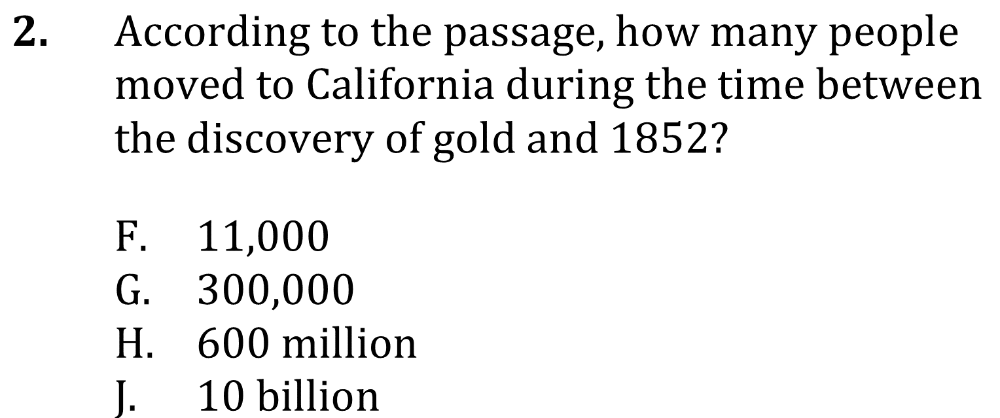 2. According to the passage, how many people
moved to California during the time between
the discovery of gold and 1852?
F. 11,000
G. 300,000
H. 600 million
J. 10 billion